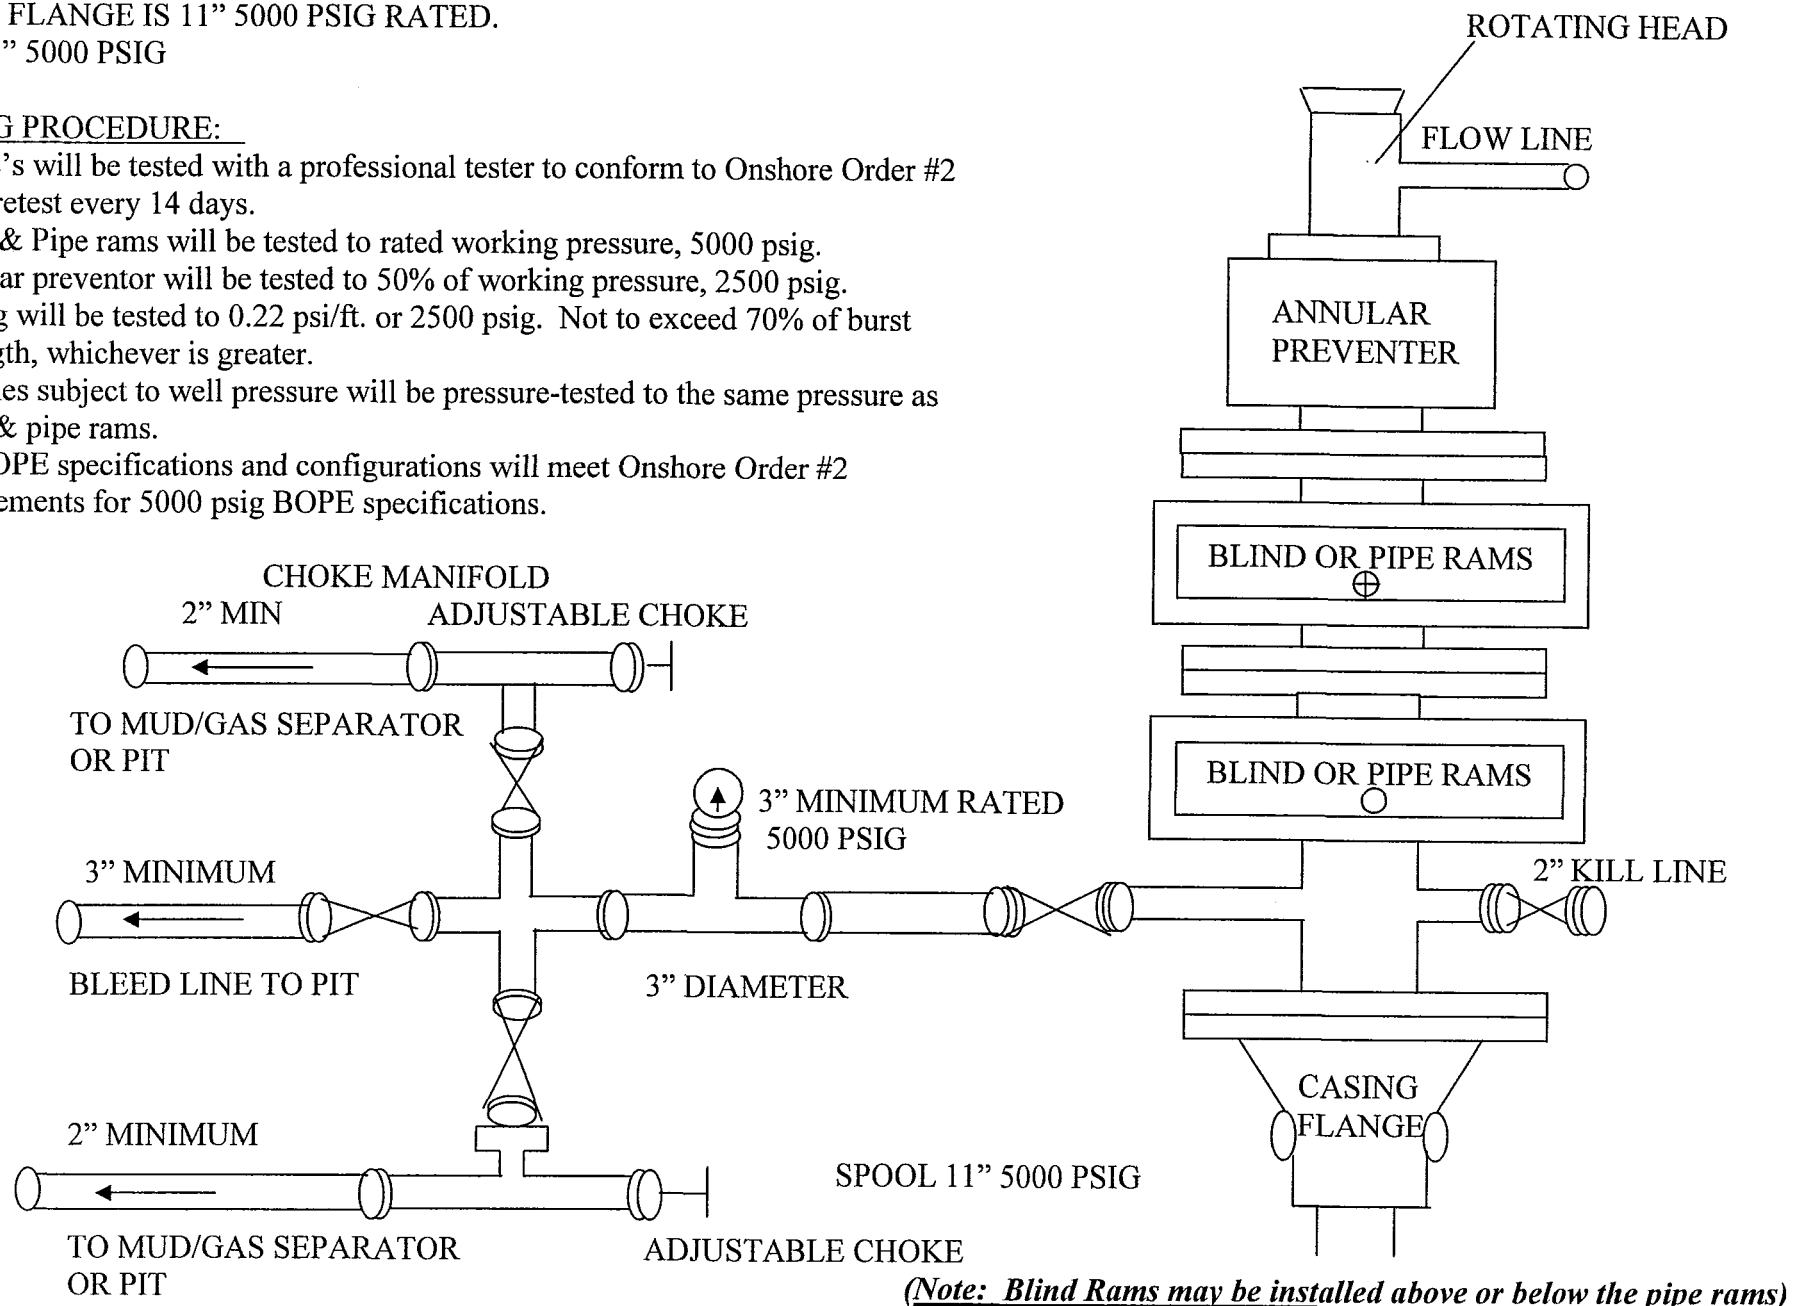 FLANGE IS 11” 5000 PSIG RATED.
” 5000 PSIG
G PROCEDURE:
’s will be tested with a professional tester to conform to Onshore Order #2
retest every 14 days.
& Pipe rams will be tested to rated working pressure, 5000 psig.
ar preventor will be tested to 50% of working pressure, 2500 psig.
g will be tested to 0.22 psi/ft. or 2500 psig. Not to exceed 70% of burst
gth, whichever is greater.
es subject to well pressure will be pressure-tested to the same pressure as
& pipe rams.
OPE specifications and configurations will meet Onshore Order #2
ements for 5000 psig BOPE specifications.
ROTATING HEAD
FLOW LINE
ANNULAR
PREVENTER
BLIND OR PIPE RAMS
BLIND OR PIPE RAMS
CHOKE MANIFOLD
2” MIN
ADJUSTABLE CHOKE
TO MUD/GAS SEPARATOR
OR PIT
3” MINIMUM RATED
5000 PSIG
3” MINIMUM
2” KILL LINE
BLEED LINE TO PIT
3” DIAMETER
CASING
FLANGE
2” MINIMUM
SPOOL 11” 5000 PSIG
TO MUD/GAS SEPARATOR
OR PIT
ADJUSTABLE CHOKE
(Note: Blind Rams may be installed above or below the pipe rams)